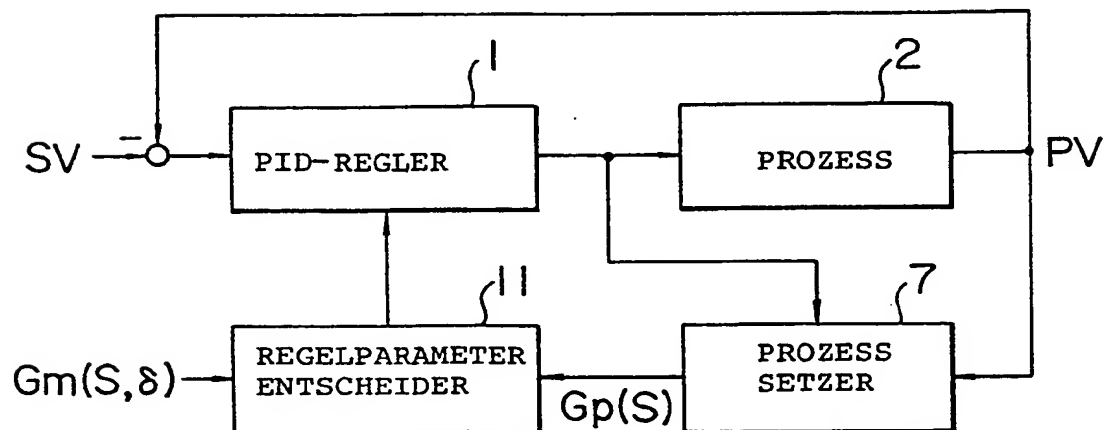 1
2
SV
−
PID-REGLER
PROZESS
PV
11
7
Gm(S,δ)
REGELPARAMETER
ENTSCHEIDER
Gp(S)
PROZESS
SETZER